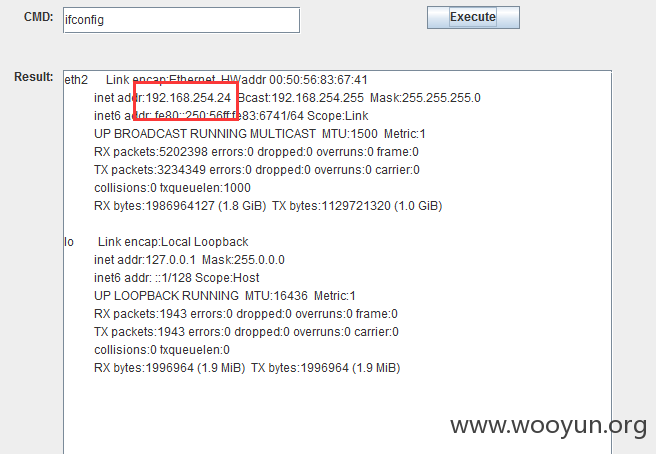 CMD: ifconfig Execute
Result:
eth2 Link encap:Ethernet HWaddr 00:50:56:83:67:41
inet addr:192.168.254.24 Bcast:192.168.254.255 Mask:255.255.255.0
inet6 addr: fe80::250:56ff:fe83:6741/64 Scope:Link
UP BROADCAST RUNNING MULTICAST MTU:1500 Metric:1
RX packets:5202398 errors:0 dropped:0 overruns:0 frame:0
TX packets:3234349 errors:0 dropped:0 overruns:0 carrier:0
collisions:0 txqueuelen:1000
RX bytes:1986964127 (1.8 GiB) TX bytes:1129721320 (1.0 GiB)
lo Link encap:Local Loopback
inet addr:127.0.0.1 Mask:255.0.0.0
inet6 addr: ::1/128 Scope:Host
UP LOOPBACK RUNNING MTU:16436 Metric:1
RX packets:1943 errors:0 dropped:0 overruns:0 frame:0
TX packets:1943 errors:0 dropped:0 overruns:0 carrier:0
collisions:0 txqueuelen:0
RX bytes:1996964 (1.9 MiB) TX bytes:1996964 (1.9 MiB)
www.wooyun.org